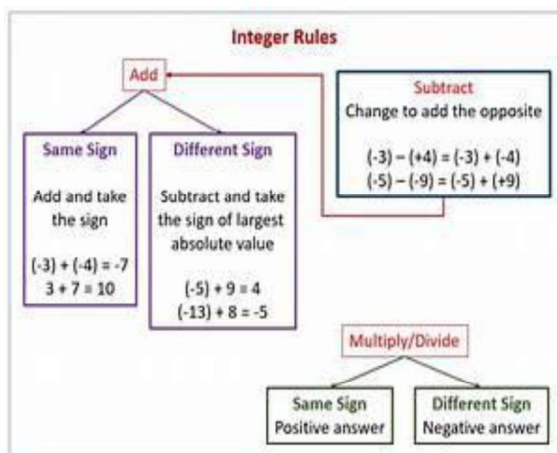 Integer Rules
Add
Same Sign
Add and take
the sign
(-3) + (-4) = -7
3 + 7 = 10
Different Sign
Subtract and take
the sign of largest
absolute value
(-5) + 9 = 4
(-13) + 8 = -5
Subtract
Change to add the opposite
(-3) – (+4) = (-3) + (-4)
(-5) – (-9) = (-5) + (+9)
Multiply/Divide
Same Sign
Positive answer
Different Sign
Negative answer